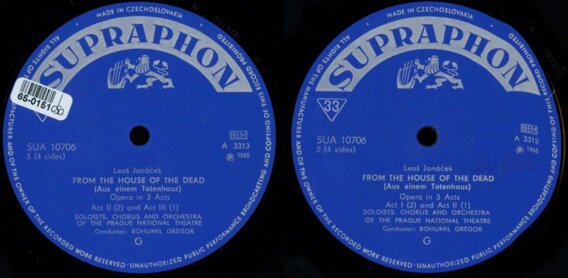 MADE IN CZECHOSLOVAKIA
ALL RIGHTS OF THE MANUFACTURER AND OF THE OWNER OF THE RECORDED WORK RESERVED · UNAUTHORIZED PUBLIC PERFORMANCE BROADCASTING AND COPYING OF THIS RECORD PROHIBITED
SUPRAPHON
65-0151
SUA 10706
3 (4 sides)
BIEM
A 3313
Ⓟ 1965
Leoš Janáček
FROM THE HOUSE OF THE DEAD
(Aus einem Totenhaus)
Opera in 3 Acts
Act II (2) and Act III (1)
SOLOISTS, CHORUS AND ORCHESTRA
OF THE PRAGUE NATIONAL THEATRE
Conductor: BOHUMIL GREGOR
G
MADE IN CZECHOSLOVAKIA
ALL RIGHTS OF THE MANUFACTURER AND OF THE OWNER OF THE RECORDED WORK RESERVED · UNAUTHORIZED PUBLIC PERFORMANCE BROADCASTING AND COPYING OF THIS RECORD PROHIBITED
SUPRAPHON
33
SUA 10706
2 (4 sides)
BIEM
A 3312
Ⓟ 1965
Leoš Janáček
FROM THE HOUSE OF THE DEAD
(Aus einem Totenhaus)
Opera in 3 Acts
Act I (2) and Act II (1)
SOLOISTS, CHORUS AND ORCHESTRA
OF THE PRAGUE NATIONAL THEATRE
Conductor: BOHUMIL GREGOR
G